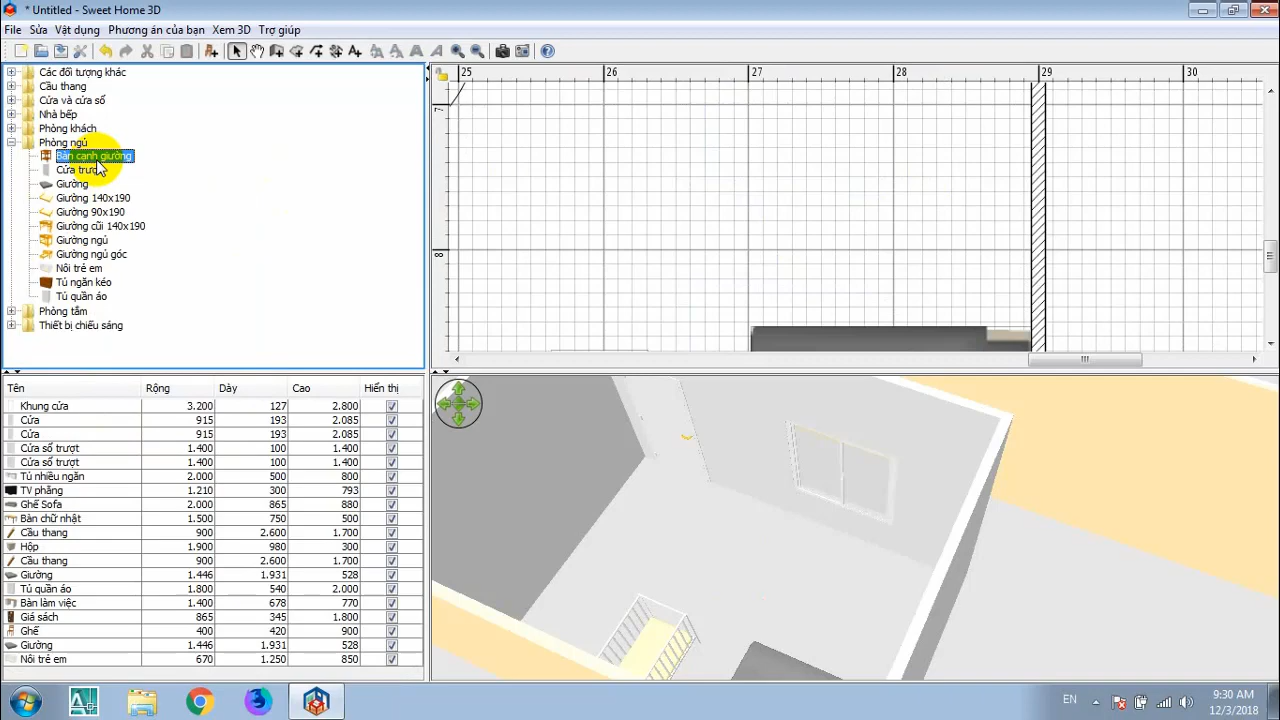 * Untitled - Sweet Home 3D
File Sửa Vật dụng Phương án của bạn Xem 3D Trợ giúp
Các đối tượng khác
Cầu thang
Cửa và cửa sổ
Nhà bếp
Phòng khách
Phòng ngủ
Bàn cạnh giường
Cửa trượt
Giường
Giường 140x190
Giường 90x190
Giường cũi 140x190
Giường ngủ
Giường ngủ góc
Nôi trẻ em
Tủ ngăn kéo
Tủ quần áo
Phòng tắm
Thiết bị chiếu sáng
25 26 27 28 29 30
7
8
Tên Rộng Dày Cao Hiển thị
Khung cửa 3.200 127 2.800
Cửa 915 193 2.085
Cửa 915 193 2.085
Cửa sổ trượt 1.400 100 1.400
Cửa sổ trượt 1.400 100 1.400
Tủ nhiều ngăn 2.000 500 800
TV phẳng 1.210 300 793
Ghế Sofa 2.000 865 880
Bàn chữ nhật 1.500 750 500
Cầu thang 900 2.600 1.700
Hộp 1.900 980 300
Cầu thang 900 2.600 1.700
Giường 1.446 1.931 528
Tủ quần áo 1.800 540 2.000
Bàn làm việc 1.400 678 770
Giá sách 865 345 1.800
Ghế 400 420 900
Giường 1.446 1.931 528
Nôi trẻ em 670 1.250 850
EN
9:30 AM
12/3/2018